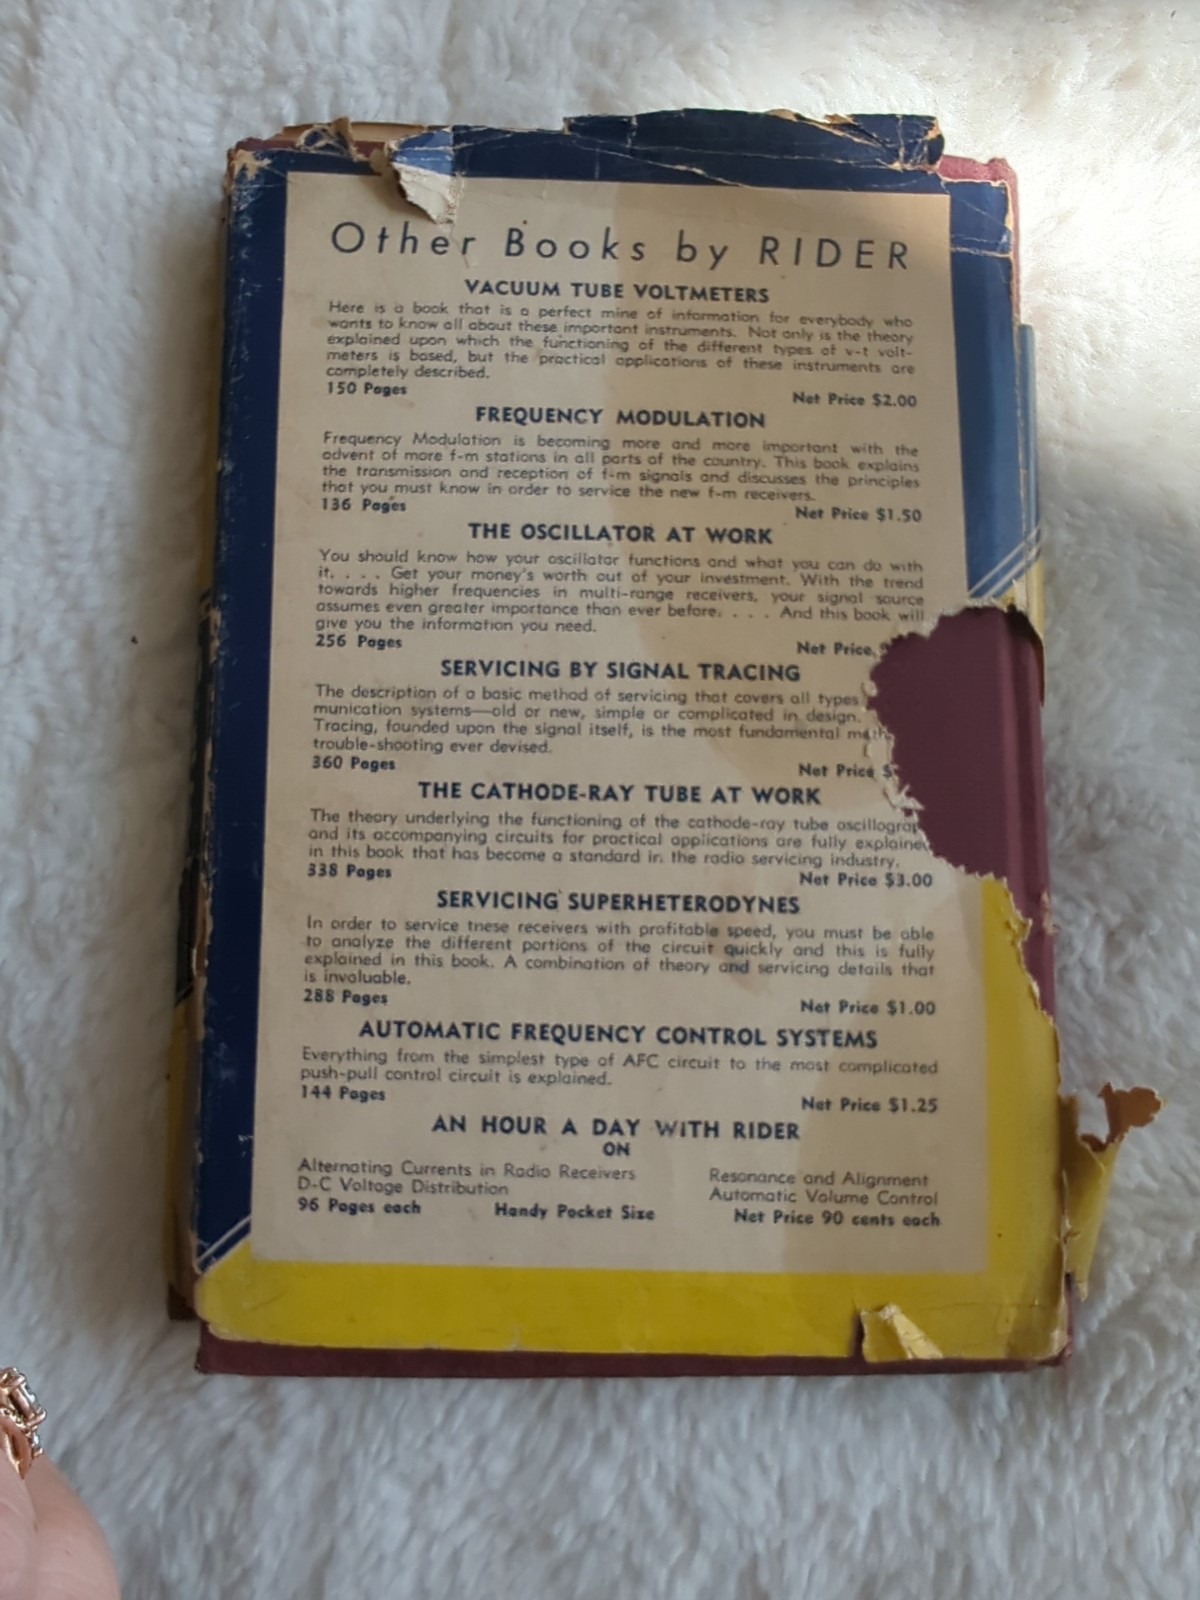 Other Books by RIDER
VACUUM TUBE VOLTMETERS
Here is a book that is a perfect mine of information for everybody who
wants to know all about these important instruments. Not only is the theory
explained upon which the functioning of the different types of v-t volt-
meters is based, but the practical applications of these instruments are
completely described.
150 Pages
Net Price $2.00
FREQUENCY MODULATION
Frequency Modulation is becoming more and more important with the
advent of more f-m stations in all parts of the country. This book explains
the transmission and reception of f-m signals and discusses the principles
that you must know in order to service the new f-m receivers.
136 Pages
Net Price $1.50
THE OSCILLATOR AT WORK
You should know how your oscillator functions and what you can do with
it. . . . Get your money's worth out of your investment. With the trend
towards higher frequencies in multi-range receivers, your signal source
assumes even greater importance than ever before. . . . And this book will
give you the information you need.
256 Pages
Net Price
SERVICING BY SIGNAL TRACING
The description of a basic method of servicing that covers all types
munication systems—old or new, simple or complicated in design.
Tracing, founded upon the signal itself, is the most fundamental
trouble-shooting ever devised.
360 Pages
Net Price $
THE CATHODE-RAY TUBE AT WORK
The theory underlying the functioning of the cathode-ray tube
and its accompanying circuits for practical applications are fully
in this book that has become a standard in the radio servicing industry.
338 Pages
Net Price $3.00
SERVICING SUPERHETERODYNES
In order to service these receivers with profitable speed, you must be able
to analyze the different portions of the circuit quickly and this is fully
explained in this book. A combination of theory and servicing details that
is invaluable.
288 Pages
Net Price $1.00
AUTOMATIC FREQUENCY CONTROL SYSTEMS
Everything from the simplest type of AFC circuit to the most complicated
push-pull control circuit is explained.
144 Pages
Net Price $1.25
AN HOUR A DAY WITH RIDER
ON
Alternating Currents in Radio Receivers
Resonance and Alignment
D-C Voltage Distribution
Automatic Volume Control
96 Pages each
Handy Pocket Size
Net Price 90 cents each